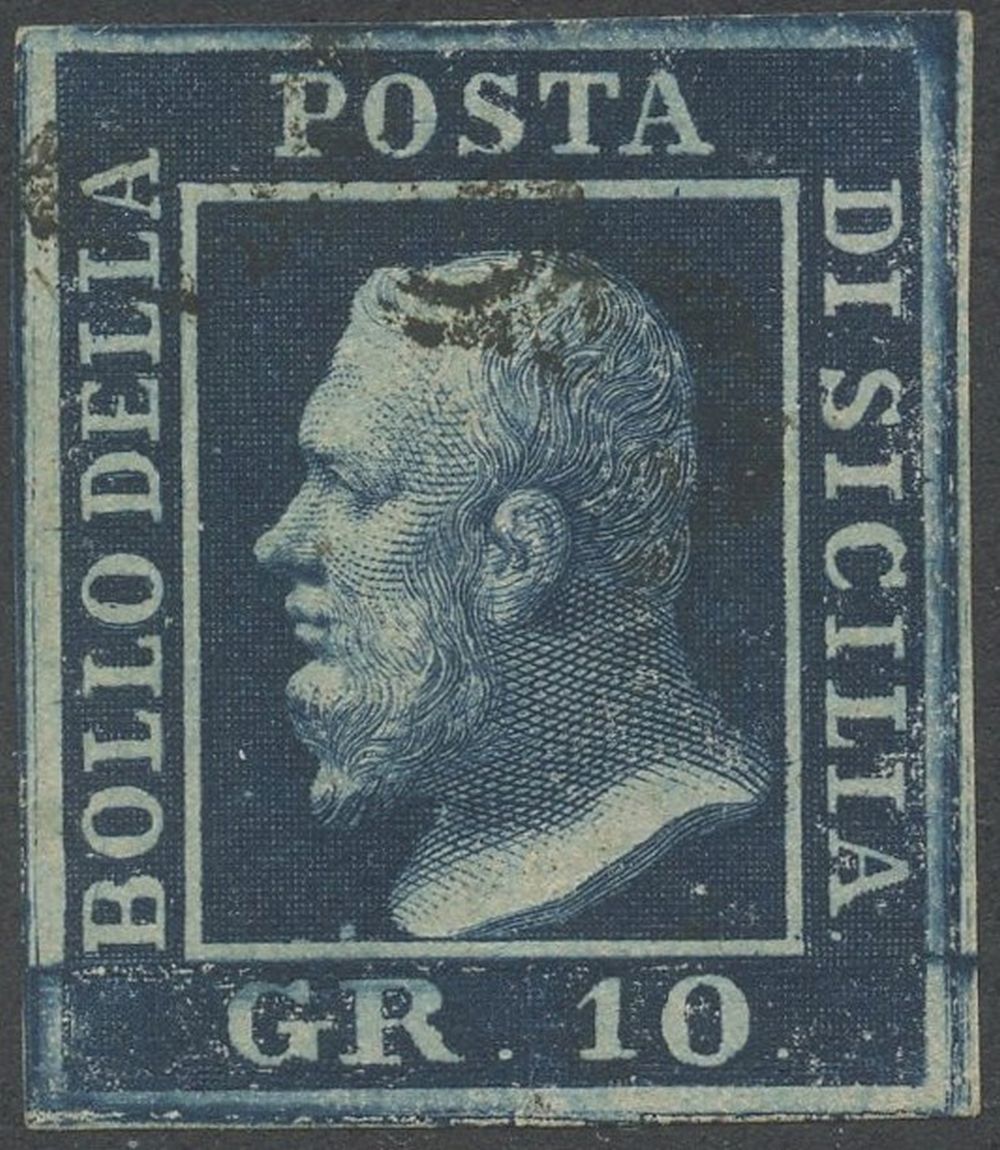 BOLLO DELLA
POSTA
DI SICILIA.
GR. 10.